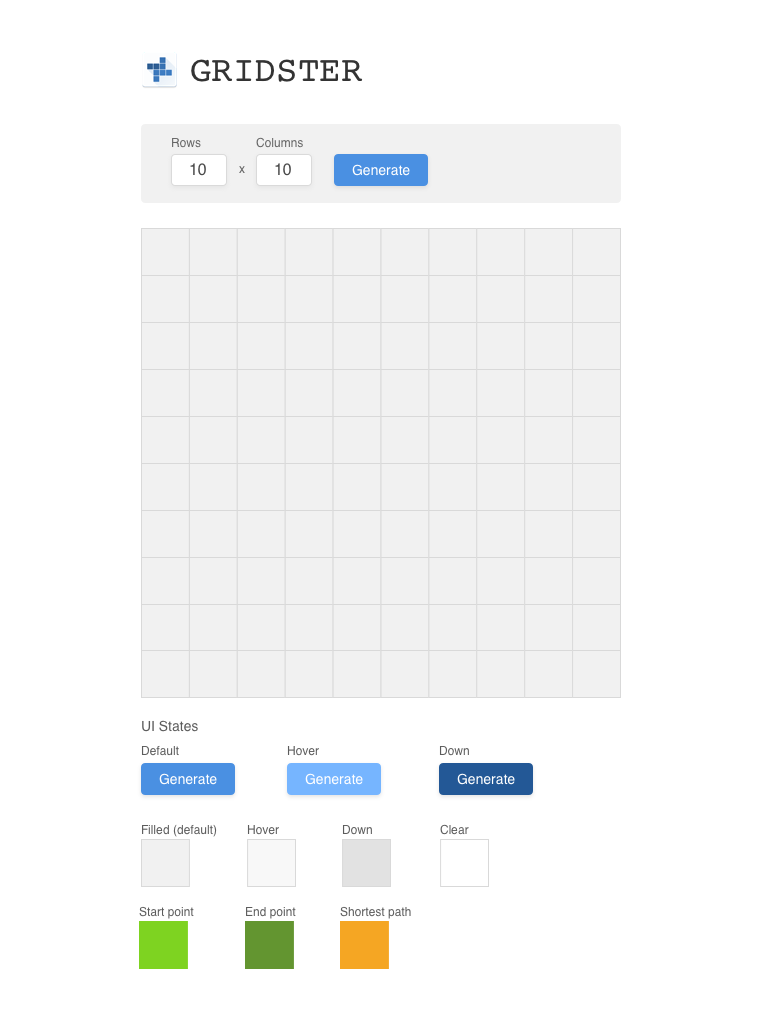 GRIDSTER
Rows Columns
10 x 10 Generate
UI States
Default Hover Down
Generate Generate Generate
Filled (default) Hover Down Clear
Start point End point Shortest path